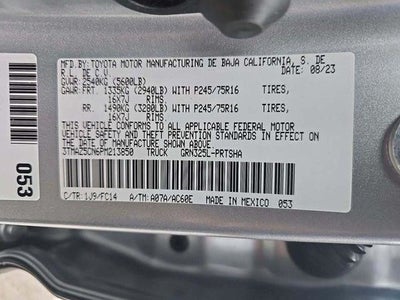 MFD.BY:TOYOTA MOTOR MANUFACTURING DE BAJA CALIFORNIA, S. DE
R.L. DE C.V. DATE: 08/23
GVWR: 2540KG (5600LB)
GAWR: FRT. 1335KG (2940LB) WITH P245/75R16 TIRES,
16X7J RIMS,
RR. 1490KG (3280LB) WITH P245/75R16 TIRES,
16X7J RIMS.
THIS VEHICLE CONFORMS TO ALL APPLICABLE FEDERAL MOTOR
VEHICLE SAFETY AND THEFT PREVENTION STANDARDS IN EFFECT ON
THE DATE OF MANUFACTURE SHOWN ABOVE.
3TMAZ5CN6PM213850 TRUCK GRN325L-PRTSHA
C/TR: 1J9/FC14 A/TM: A07A/AC60E MADE IN MEXICO 053
053